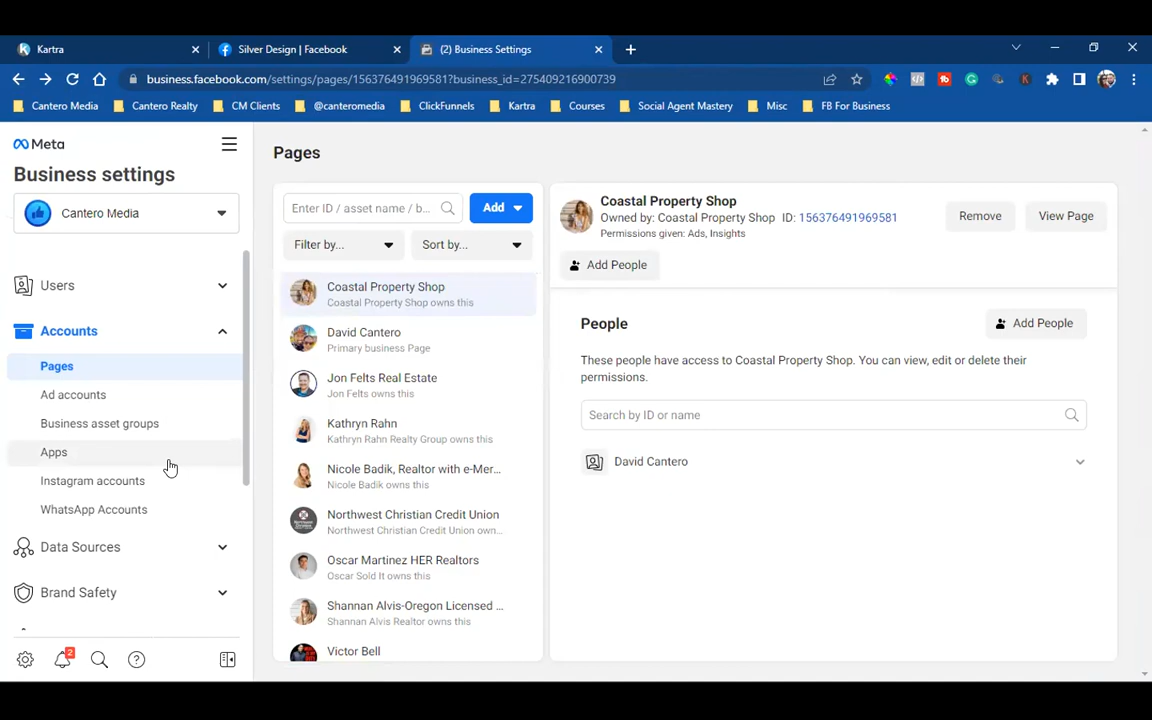 Kartra
Silver Design | Facebook
(2) Business Settings
business.facebook.com/settings/pages/156376491969581?business_id=275409216900739
Cantero Media
Cantero Realty
CM Clients
@canteromedia
ClickFunnels
Kartra
Courses
Social Agent Mastery
Misc
FB For Business
Meta
Business settings
Cantero Media
Users
Accounts
Pages
Ad accounts
Business asset groups
Apps
Instagram accounts
WhatsApp Accounts
Data Sources
Brand Safety
2
Pages
Enter ID / asset name / b...
Add
Filter by...
Sort by...
Coastal Property Shop
Coastal Property Shop owns this
David Cantero
Primary business Page
Jon Felts Real Estate
Jon Felts owns this
Kathryn Rahn
Kathryn Rahn Realty Group owns this
Nicole Badik, Realtor with e-Mer...
Nicole Badik owns this
Northwest Christian Credit Union
Northwest Christian Credit Union own...
Oscar Martinez HER Realtors
Oscar Sold It owns this
Shannan Alvis-Oregon Licensed ...
Shannan Alvis Realtor owns this
Victor Bell
Coastal Property Shop
Owned by: Coastal Property Shop ID: 156376491969581
Permissions given: Ads, Insights
Remove
View Page
Add People
People
Add People
These people have access to Coastal Property Shop. You can view, edit or delete their
permissions.
Search by ID or name
David Cantero